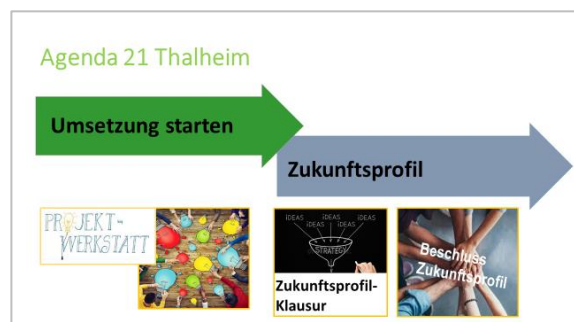 Agenda 21 Thalheim
Umsetzung starten
Zukunftsprofil
PROJEKT-
WERKSTATT
iDEAS
iDEAS iDEAS
iDEAS iDEAS
STRATEGY
Zukunftsprofil-
Klausur
Beschluss
Zukunftsprofil